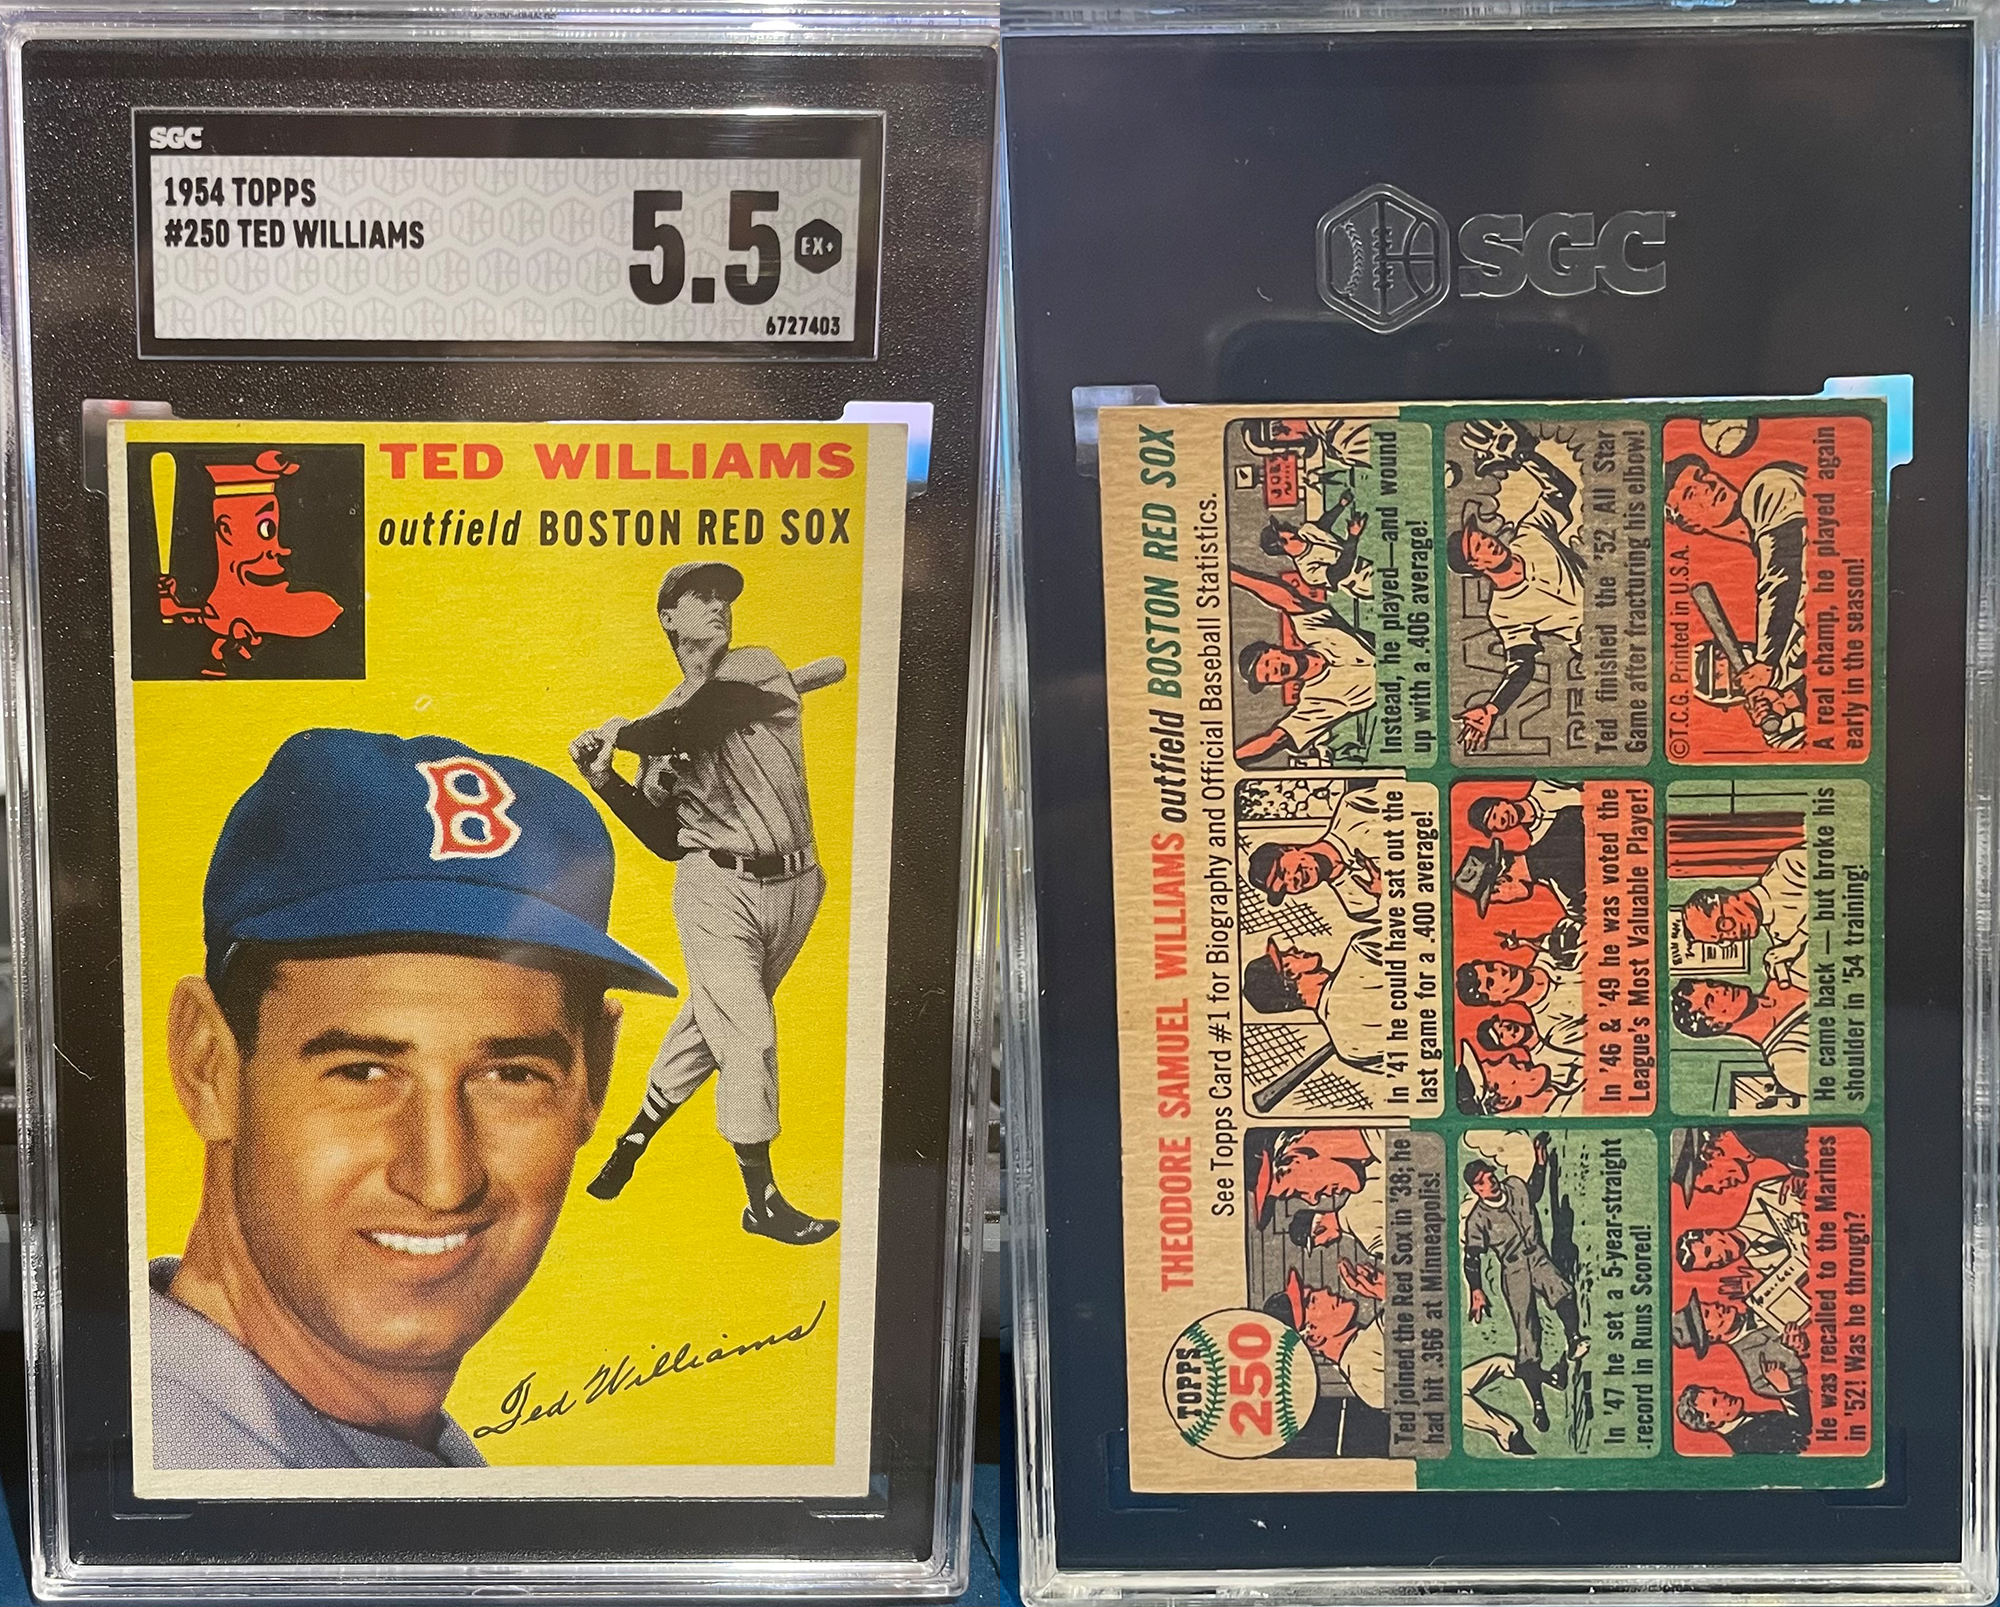 SGC
1954 TOPPS
#250 TED WILLIAMS
5.5
EX+
6727403
TED WILLIAMS
outfield BOSTON RED SOX
B
Ted Williams
SGC
TOPPS
250
THEODORE SAMUEL WILLIAMS outfield BOSTON RED SOX
See Topps Card #1 for Biography and Official Baseball Statistics.
Ted joined the Red Sox in '38; he
had hit .366 at Minneapolis!
In '41 he could have sat out the
last game for a .400 average!
Instead, he played—and wound
up with a .406 average!
In '47 he set a 5-year-straight
record in Runs Scored!
In '46 & '49 he was voted the
League's Most Valuable Player!
Ted finished the '52 All Star
Game after fracturing his elbow!
He was recalled to the Marines
in '52! Was he through?
He came back — but broke his
shoulder in '54 training!
©T.C.G. Printed in U.S.A.
A real champ, he played again
early in the season!